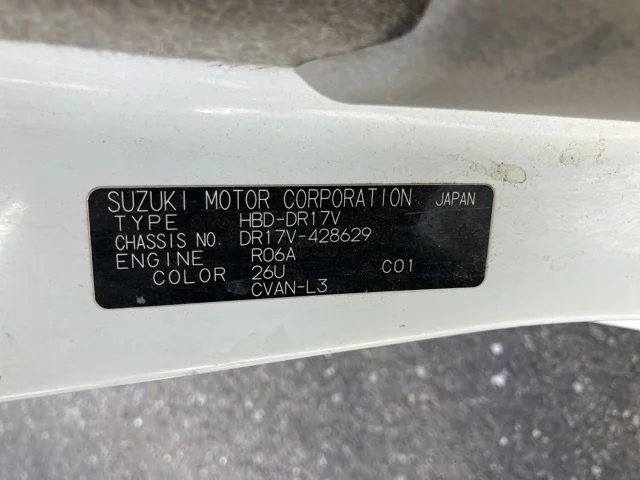 SUZUKI MOTOR CORPORATION JAPAN
TYPE HBD-DR17V
CHASSIS NO. DR17V-428629
ENGINE R06A
COLOR 26U C01
CVAN-L3